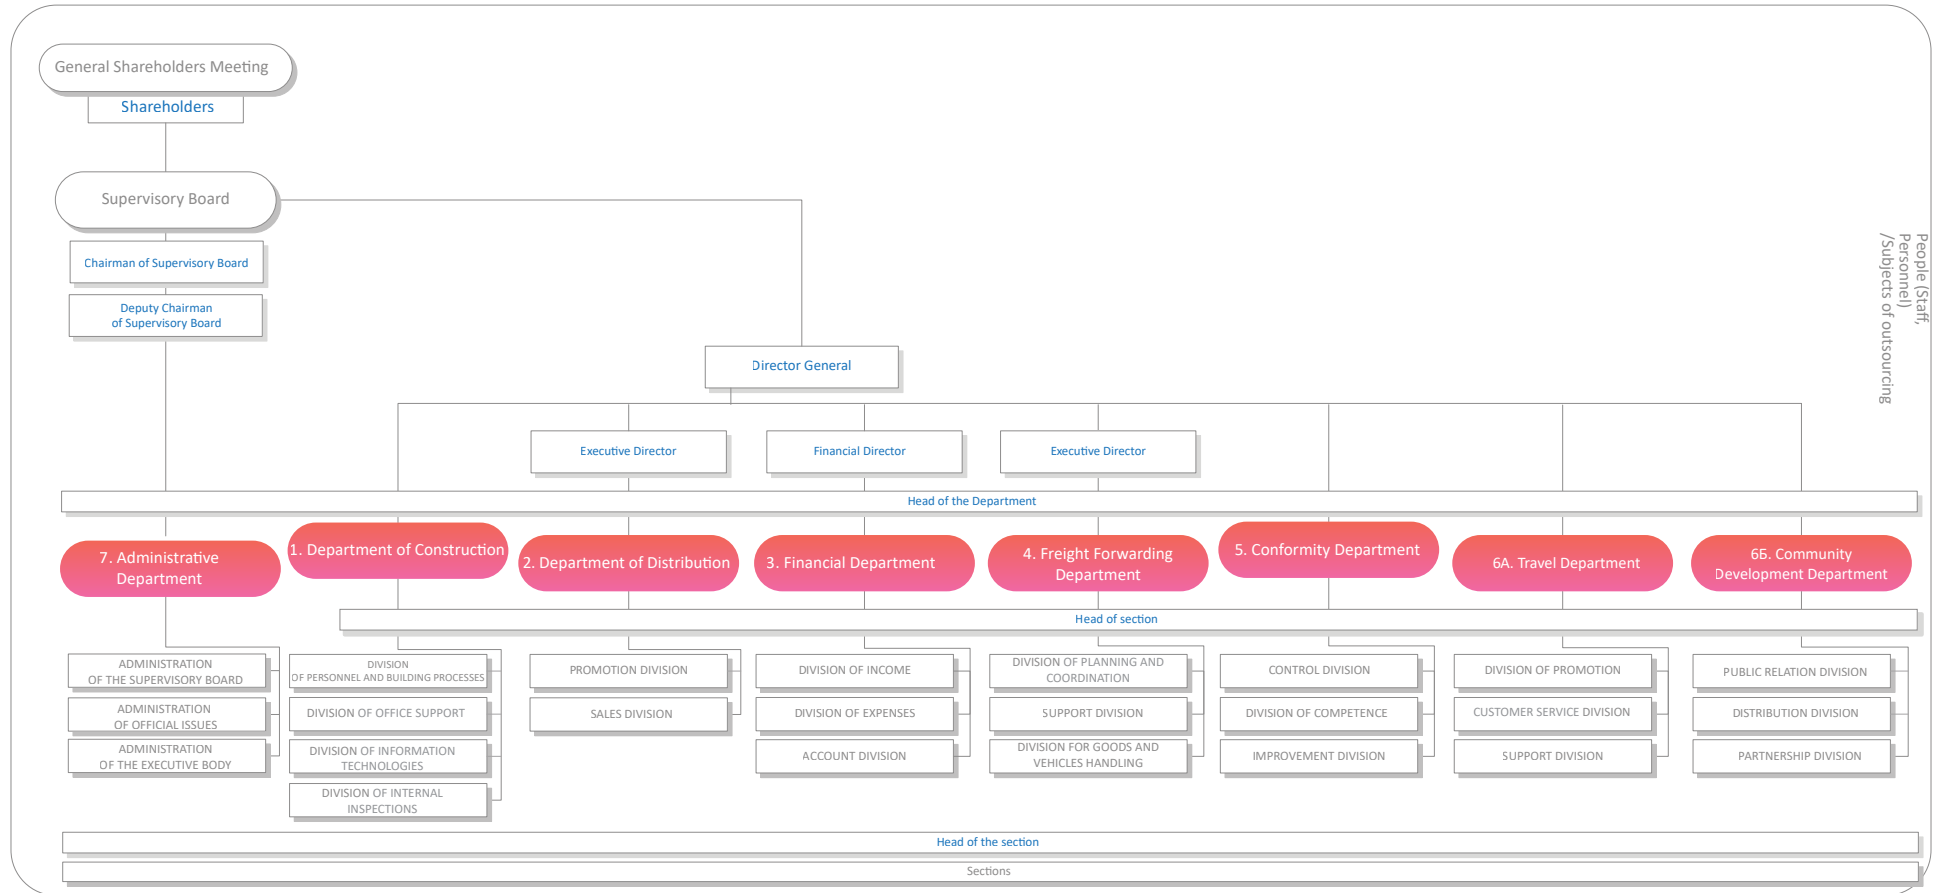 General Shareholders Meeting
Shareholders
Supervisory Board
Chairman of Supervisory Board
Deputy Chairman
of Supervisory Board
People (Staff,
Personnel)
/Subjects of outsourcing
Director General
Executive Director
Financial Director
Executive Director
Head of the Department
7. Administrative
Department
1. Department of Construction
2. Department of Distribution
3. Financial Department
4. Freight Forwarding
Department
5. Conformity Department
6A. Travel Department
6Б. Community
Development Department
Head of section
ADMINISTRATION
OF THE SUPERVISORY BOARD
ADMINISTRATION
OF OFFICIAL ISSUES
ADMINISTRATION
OF THE EXECUTIVE BODY
DIVISION
OF PERSONNEL AND BUILDING PROCESSES
DIVISION OF OFFICE SUPPORT
DIVISION OF INFORMATION
TECHNOLOGIES
DIVISION OF INTERNAL
INSPECTIONS
PROMOTION DIVISION
SALES DIVISION
DIVISION OF INCOME
DIVISION OF EXPENSES
ACCOUNT DIVISION
DIVISION OF PLANNING AND
COORDINATION
SUPPORT DIVISION
DIVISION FOR GOODS AND
VEHICLES HANDLING
CONTROL DIVISION
DIVISION OF COMPETENCE
IMPROVEMENT DIVISION
DIVISION OF PROMOTION
CUSTOMER SERVICE DIVISION
SUPPORT DIVISION
PUBLIC RELATION DIVISION
DISTRIBUTION DIVISION
PARTNERSHIP DIVISION
Head of the section
Sections